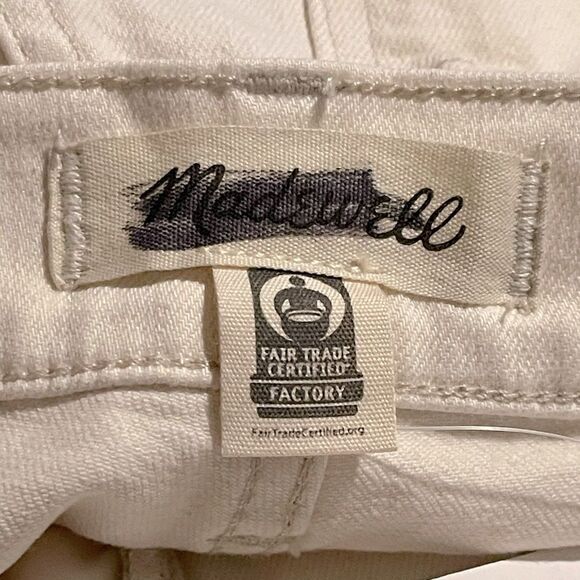 Madewell
FAIR TRADE
CERTIFIED
FACTORY
FairTradeCertified.org